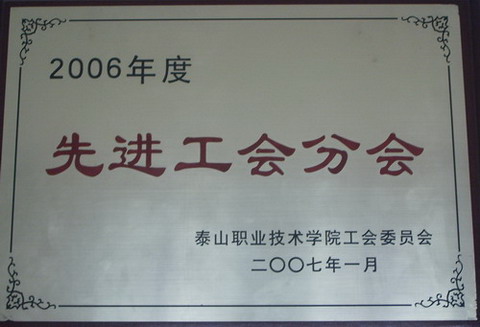 2006年度
先进工会分会
泰山职业技术学院工会委员会
二〇〇七年一月